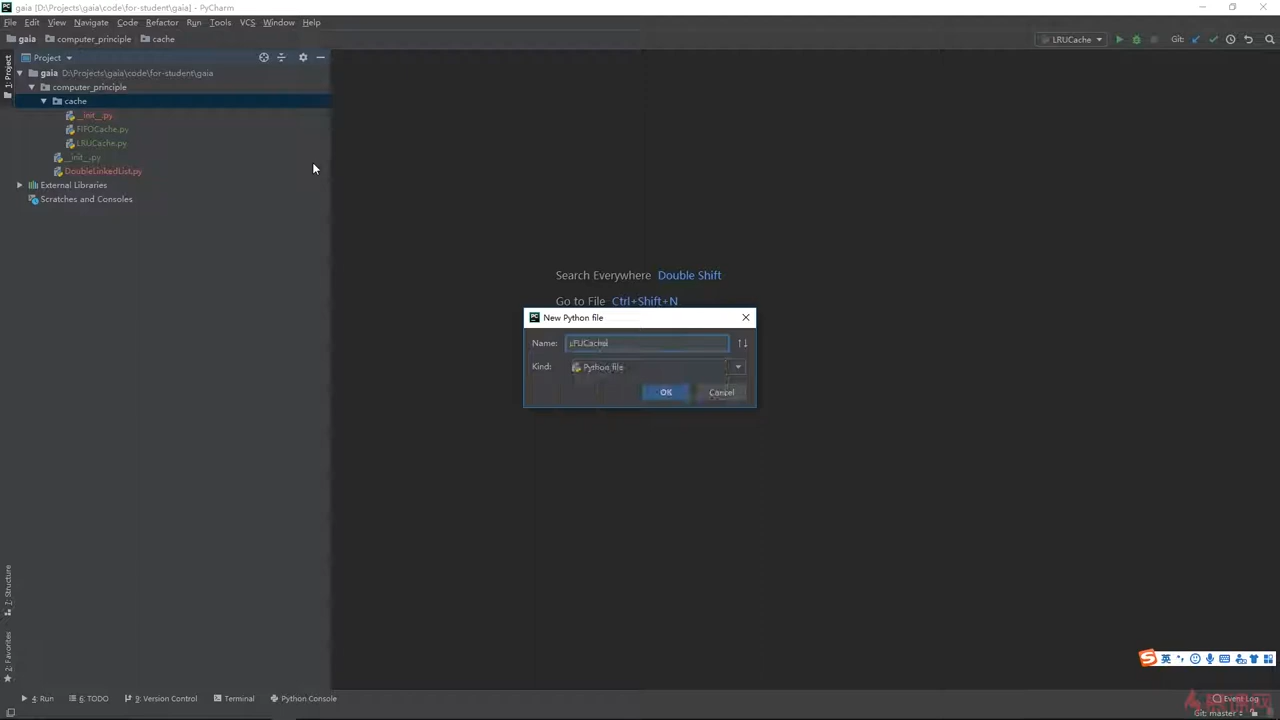 gaia [D:\Projects\gaia\code\for-student\gaia] - PyCharm
File Edit View Navigate Code Refactor Run Tools VCS Window Help
gaia computer_principle cache
LRUCache Git:
1: Project
Project
gaia D:\Projects\gaia\code\for-student\gaia
computer_principle
cache
__init__.py
FIFOCache.py
LRUCache.py
__init__.py
DoubleLinkedList.py
External Libraries
Scratches and Consoles
Search Everywhere Double Shift
Go to File Ctrl+Shift+N
New Python file
Name:
Kind: Python file
OK Cancel
7: Structure
2: Favorites
英
4: Run 6: TODO 9: Version Control Terminal Python Console
Event Log
Git: master